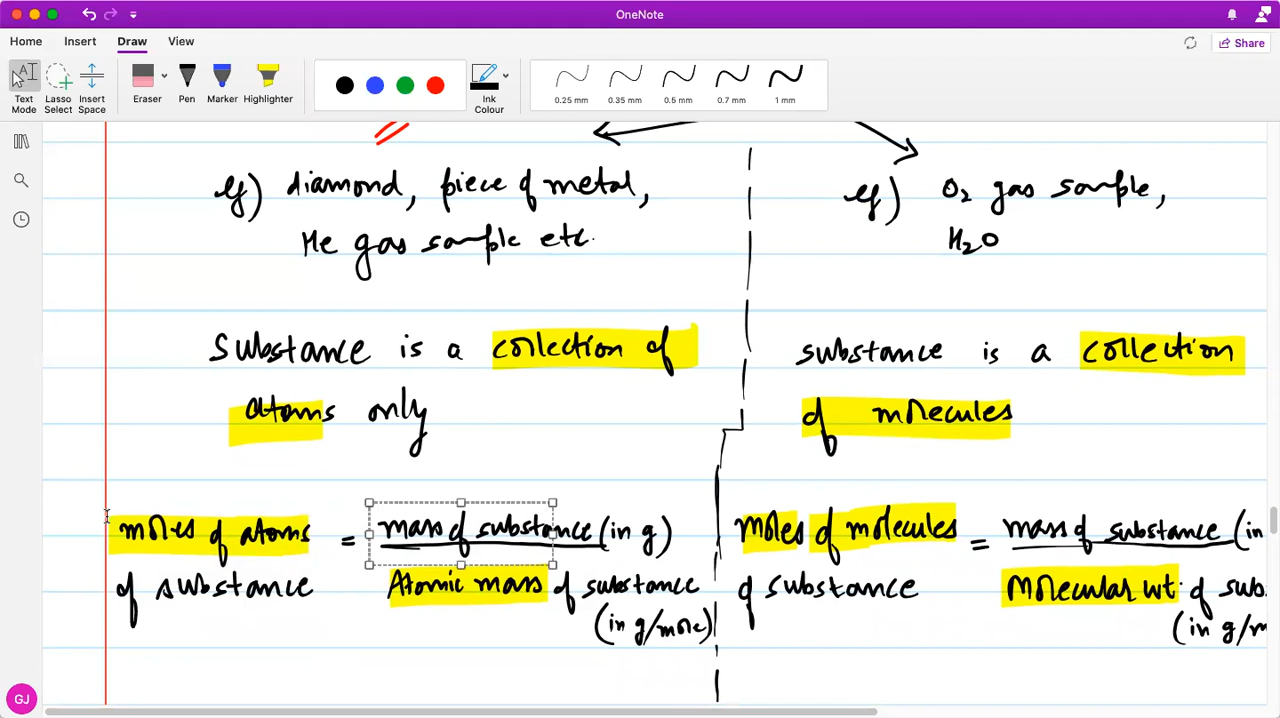 OneNote
Home Insert Draw View
Share
Text Mode
Lasso Select
Insert Space
Eraser
Pen
Marker
Highlighter
Ink Colour
0.25 mm 0.35 mm 0.5 mm 0.7 mm 1 mm
eg) diamond, piece of metal,
He gas sample etc.
Substance is a collection of
atoms only
moles of atoms = mass of substance (in g)
of substance Atomic mass of substance
(in g/mole)
eg) O2 gas sample,
H2O
substance is a collection
of molecules
moles of molecules = mass of substance (in
of substance Molecular wt. of sub
(in g/m
GJ